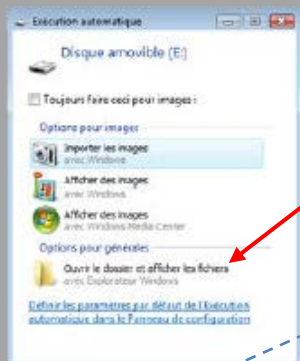 Exécution automatique
Disque amovible (E:)
Toujours faire ceci pour images :
Options pour images
Importer les images
avec Windows
Afficher des images
avec Windows
Afficher des images
avec Windows Media Center
Options pour générales
Ouvrir le dossier et afficher les fichiers
avec Explorateur Windows
Définir les paramètres par défaut de l'Exécution
automatique dans le Panneau de configuration